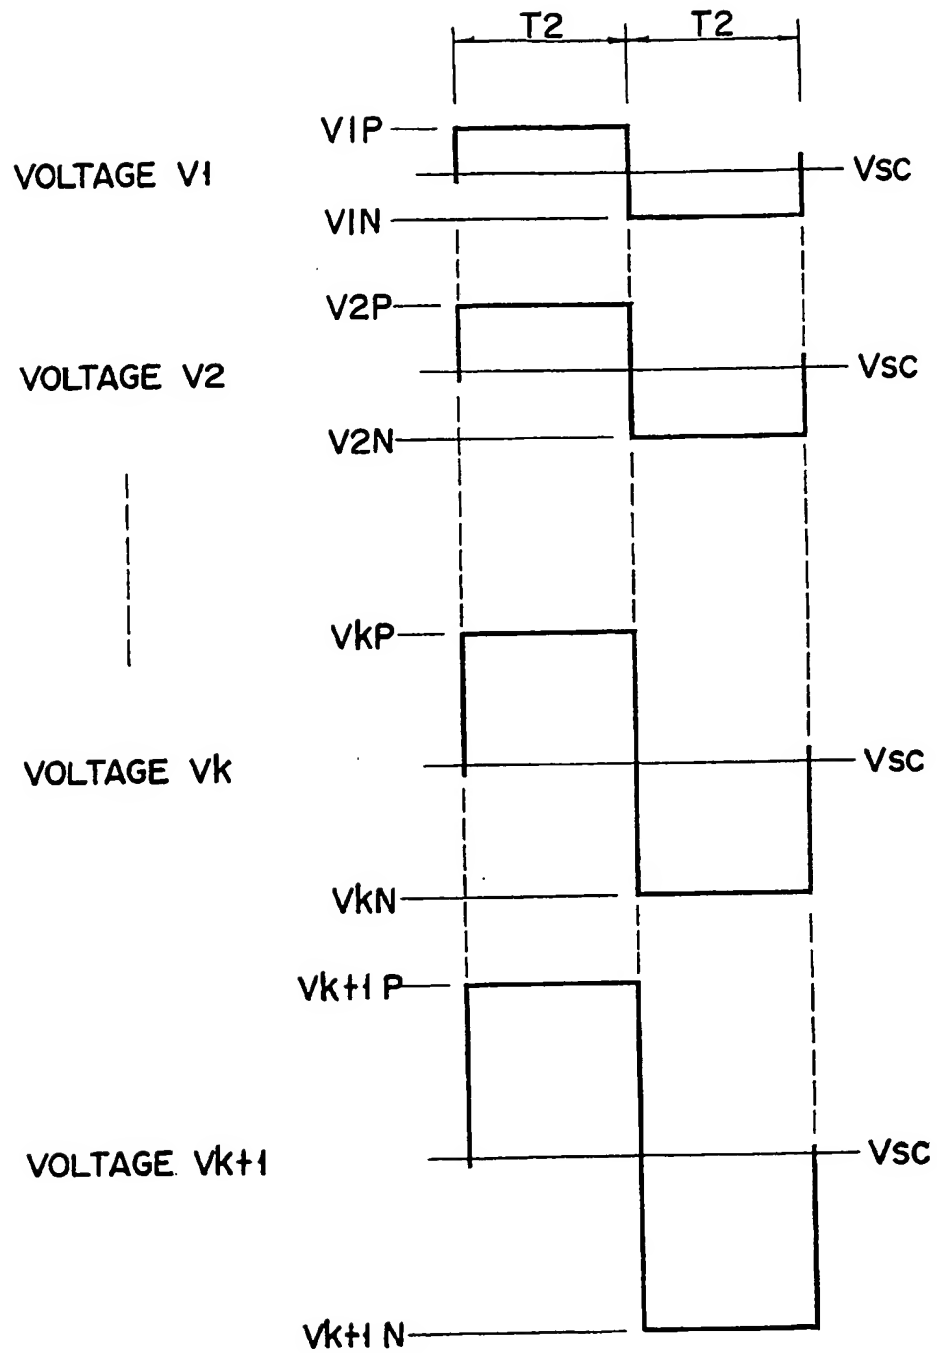 T2 T2
V1P
VOLTAGE V1
VSC
V1N
V2P
VOLTAGE V2
VSC
V2N
VkP
VOLTAGE Vk
VSC
VkN
Vk+1 P
VOLTAGE Vk+1
VSC
Vk+1 N